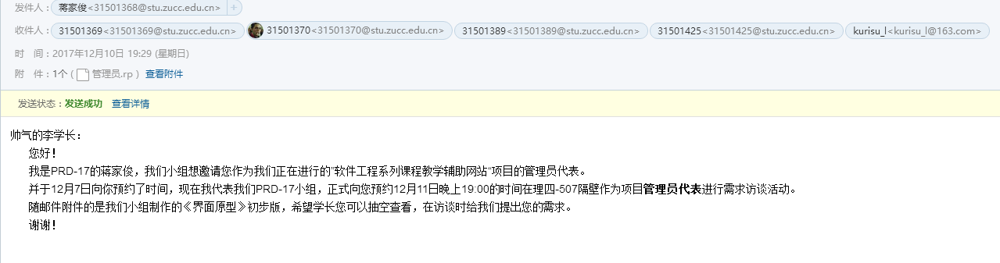 发件人：蒋家俊<31501368@stu.zucc.edu.cn> +
收件人：31501369<31501369@stu.zucc.edu.cn> 31501370<31501370@stu.zucc.edu.cn> 31501389<31501389@stu.zucc.edu.cn> 31501425<31501425@stu.zucc.edu.cn> kurisu_l<kurisu_l@163.com>
时 间：2017年12月10日 19:29 (星期日)
附 件：1个 ( 管理员.rp ) 查看附件
发送状态：发送成功 查看详情
帅气的李学长：
您好！
我是PRD-17的蒋家俊，我们小组想邀请您作为我们正在进行的“软件工程系列课程教学辅助网站“项目的管理员代表。
并于12月7日向你预约了时间，现在我代表我们PRD-17小组，正式向您预约12月11日晚上19:00的时间在理四-507隔壁作为项目管理员代表进行需求访谈活动。
随邮件附件的是我们小组制作的《界面原型》初步版，希望学长您可以抽空查看，在访谈时给我们提出您的需求。
谢谢！